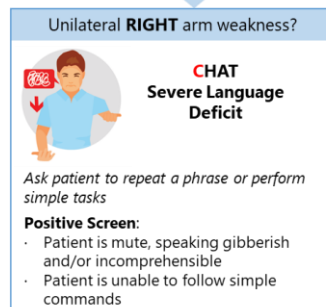 Unilateral RIGHT arm weakness?
CHAT
Severe Language
Deficit
Ask patient to repeat a phrase or perform
simple tasks
Positive Screen:
· Patient is mute, speaking gibberish
and/or incomprehensible
· Patient is unable to follow simple
commands